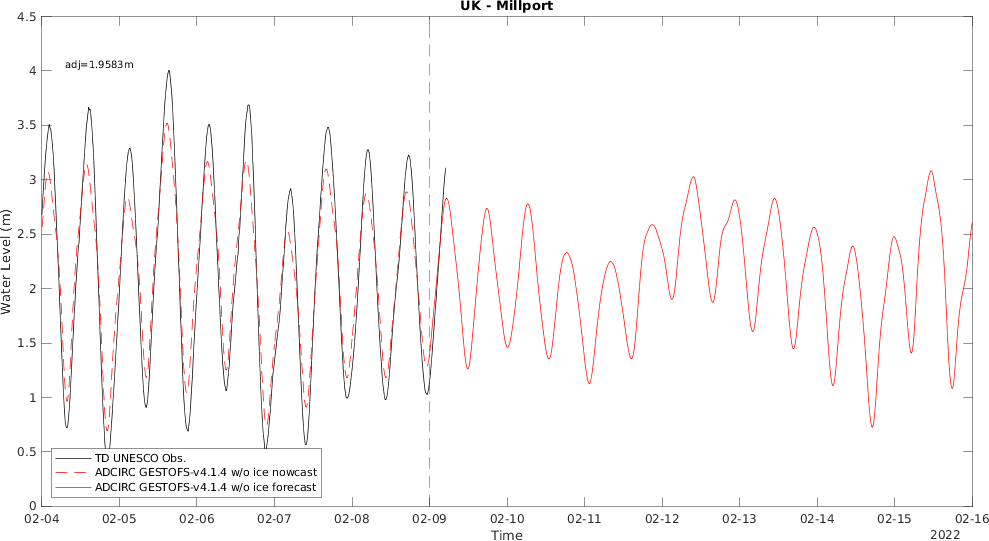 UK - Millport
adj=1.9583m
4.5
4
3.5
3
2.5
2
1.5
1
0.5
0
Water Level (m)
TD UNESCO Obs.
ADCIRC GESTOFS-v4.1.4 w/o ice nowcast
ADCIRC GESTOFS-v4.1.4 w/o ice forecast
02-04 02-05 02-06 02-07 02-08 02-09 02-10 02-11 02-12 02-13 02-14 02-15 02-16
Time
2022